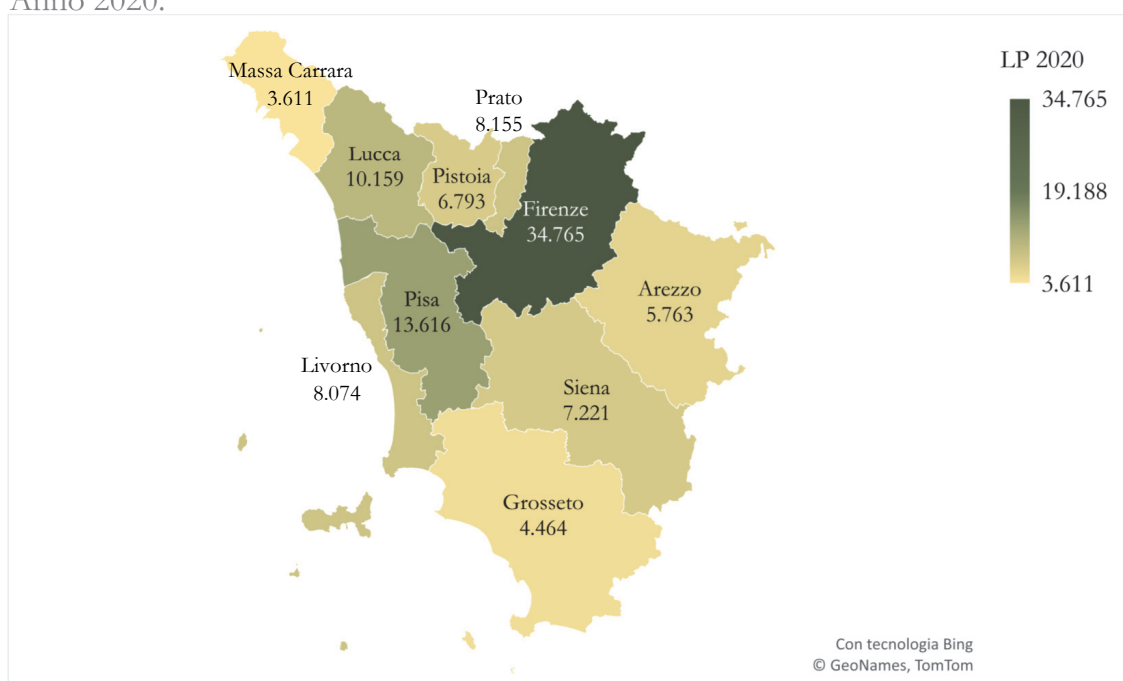 Anno 2020.
Massa Carrara
3.611
Prato
8.155
Lucca
10.159
Pistoia
6.793
Firenze
34.765
Pisa
13.616
Arezzo
5.763
Livorno
8.074
Siena
7.221
Grosseto
4.464
LP 2020
34.765
19.188
3.611
Con tecnologia Bing
© GeoNames, TomTom